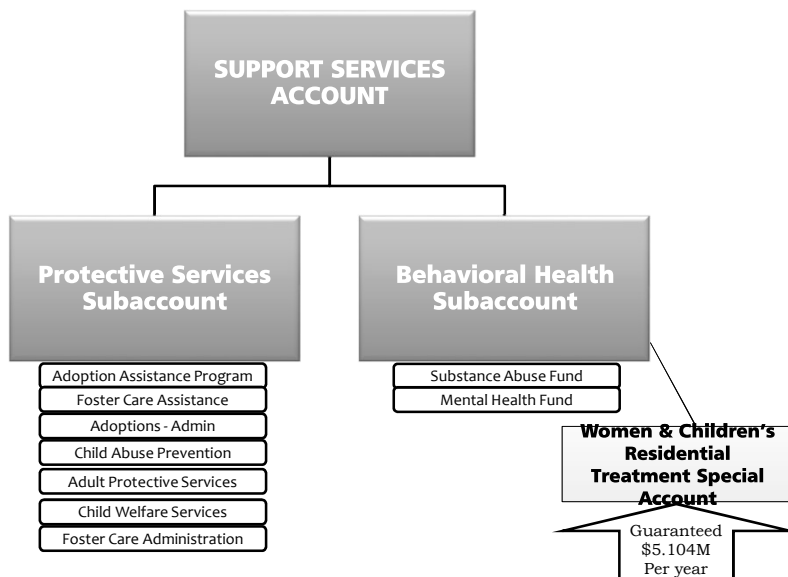 SUPPORT SERVICES
ACCOUNT
Protective Services
Subaccount
Adoption Assistance Program
Foster Care Assistance
Adoptions - Admin
Child Abuse Prevention
Adult Protective Services
Child Welfare Services
Foster Care Administration
Behavioral Health
Subaccount
Substance Abuse Fund
Mental Health Fund
Women & Children's
Residential
Treatment Special
Account
Guaranteed
$5.104M
Per year